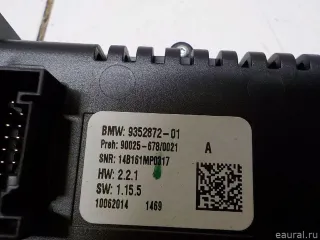 BMW: 9352872-01
Preh: 90025-678/0021 A
SNR: 14B161MP0317
HW: 2.2.1
SW: 1.15.5
10062014 1469
eaural.ru